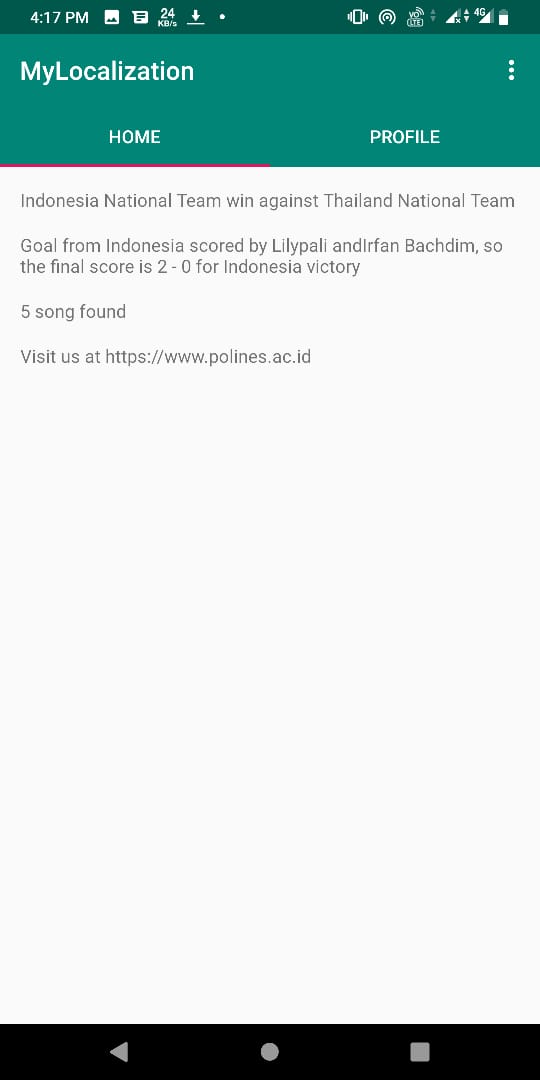 4:17 PM
24
KB/s
VO
LTE
4G
MyLocalization
HOME
PROFILE
Indonesia National Team win against Thailand National Team
Goal from Indonesia scored by Lilypali andIrfan Bachdim, so
the final score is 2 - 0 for Indonesia victory
5 song found
Visit us at https://www.polines.ac.id